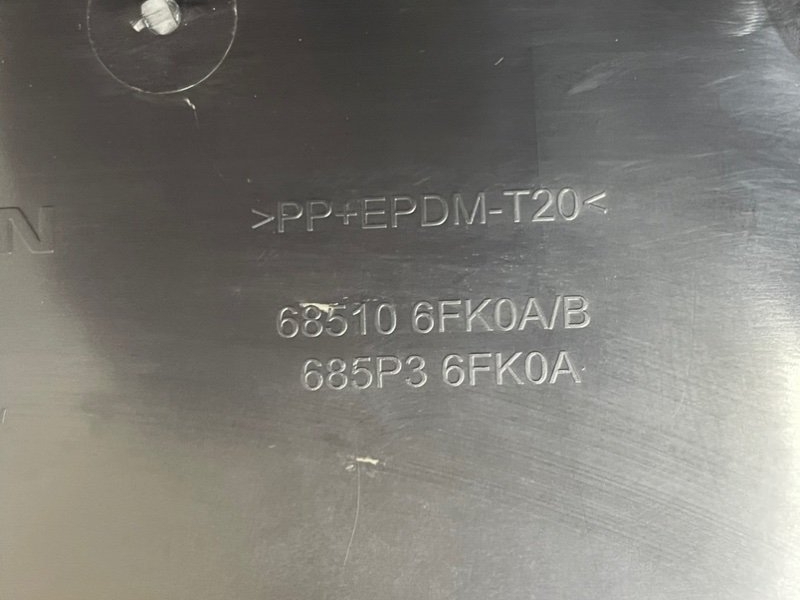 >PP+EPDM-T20<
N
68510 6FK0A/B
685P3 6FK0A